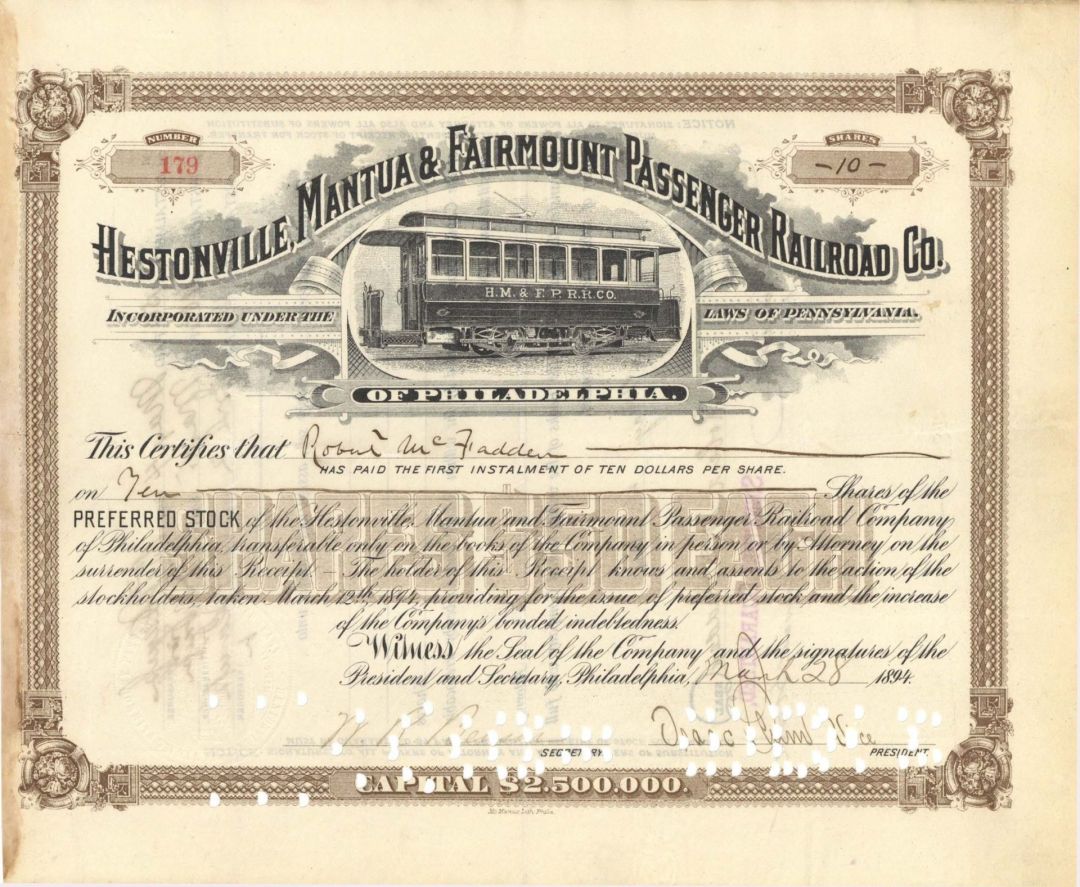 NUMBER
179
SHARES
-10-
HESTONVILLE, MANTUA & FAIRMOUNT PASSENGER RAILROAD CO.
H.M. & F.P.R.R.CO.
INCORPORATED UNDER THE LAWS OF PENNSYLVANIA.
OF PHILADELPHIA.
This Certifies that Robert McFadden
HAS PAID THE FIRST INSTALMENT OF TEN DOLLARS PER SHARE.
on Ten Shares of the
PREFERRED STOCK of the Hestonville, Mantua and Fairmount Passenger Railroad Company
of Philadelphia, transferable only on the books of the Company in person or by Attorney on the
surrender of this Receipt. The holder of this Receipt knows and assents to the action of the
stockholders, taken March 12th, 1894, providing for the issue of preferred stock and the increase
of the Company's bonded indebtedness.
Witness the Seal of the Company and the signatures of the
President and Secretary, Philadelphia, March 28 1894.
SECRETARY
Vice PRESIDENT
CAPITAL $2.500.000.